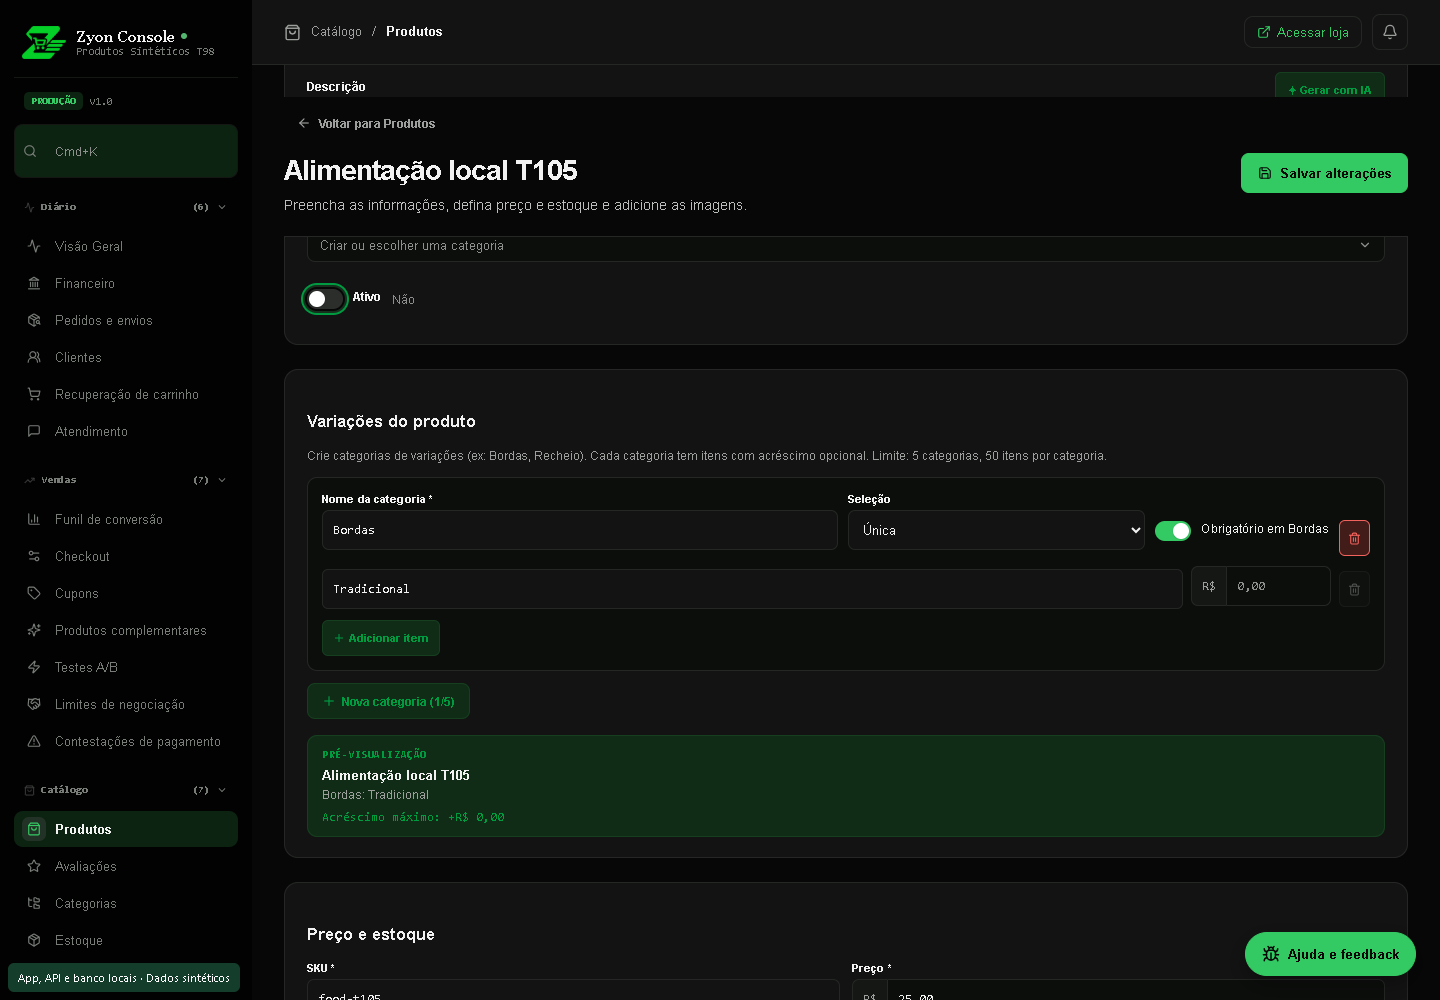 Zyon Console
Produtos Sintéticos T98
PRODUÇÃO v1.0
Cmd+K
Diário (6)
Visão Geral
Financeiro
Pedidos e envios
Clientes
Recuperação de carrinho
Atendimento
Vendas (7)
Funil de conversão
Checkout
Cupons
Produtos complementares
Testes A/B
Limites de negociação
Contestações de pagamento
Catálogo (7)
Produtos
Avaliações
Categorias
Estoque
App, API e banco locais · Dados sintéticos
Catálogo / Produtos
Acessar loja
Descrição
Gerar com IA
Voltar para Produtos
Alimentação local T105
Salvar alterações
Preencha as informações, defina preço e estoque e adicione as imagens.
Criar ou escolher uma categoria
Ativo Não
Variações do produto
Crie categorias de variações (ex: Bordas, Recheio). Cada categoria tem itens com acréscimo opcional. Limite: 5 categorias, 50 itens por categoria.
Nome da categoria * Seleção
Bordas Única Obrigatório em Bordas
Tradicional R$ 0,00
+ Adicionar item
+ Nova categoria (1/5)
PRÉ-VISUALIZAÇÃO
Alimentação local T105
Bordas: Tradicional
Acréscimo máximo: +R$ 0,00
Preço e estoque
SKU * Preço *
food-t105 R$ 25,00
Ajuda e feedback